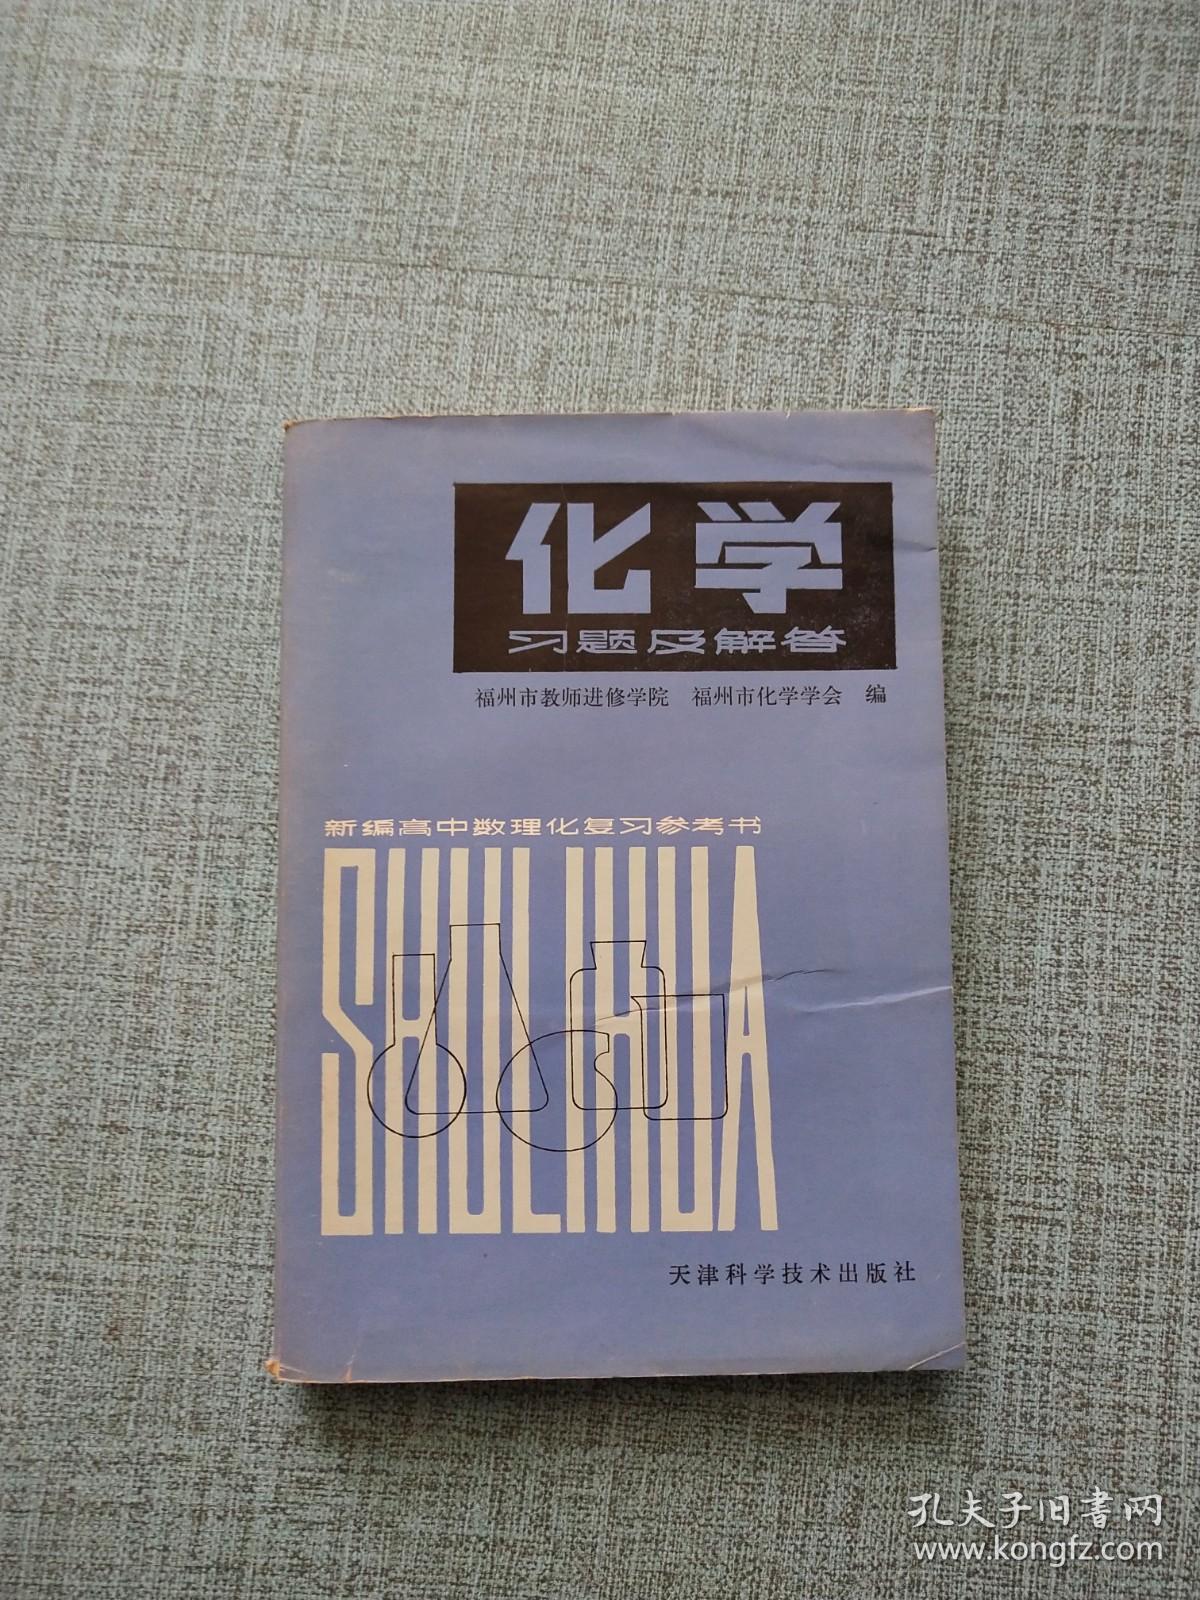 化学
习题及解答
福州市教师进修学院 福州市化学学会 编
新编高中数理化复习参考书
SHULIHUA
天津科学技术出版社
孔夫子旧書网
www.kongfz.com